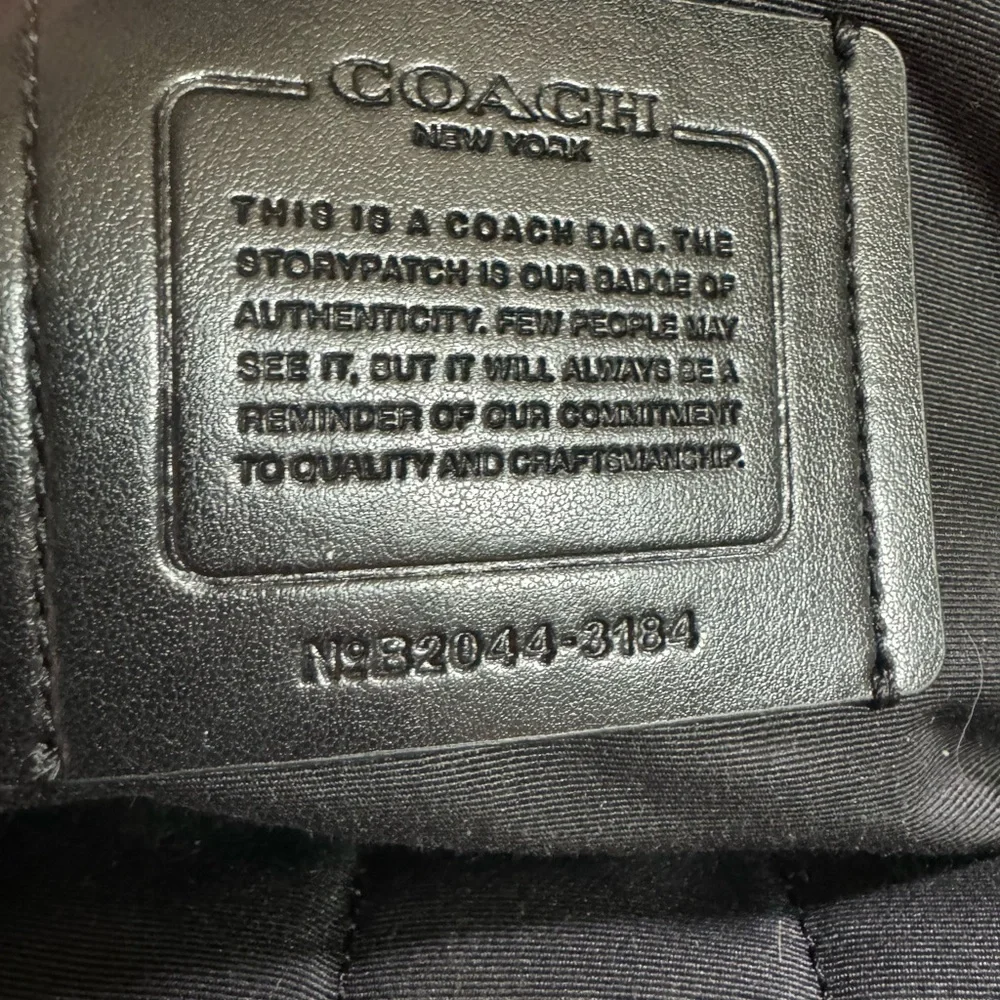 COACH
NEW YORK
THIS IS A COACH BAG. THE
STORYPATCH IS OUR BADGE OF
AUTHENTICITY. FEW PEOPLE MAY
SEE IT, BUT IT WILL ALWAYS BE A
REMINDER OF OUR COMMITMENT
TO QUALITY AND CRAFTSMANSHIP.
NºB2044-3184